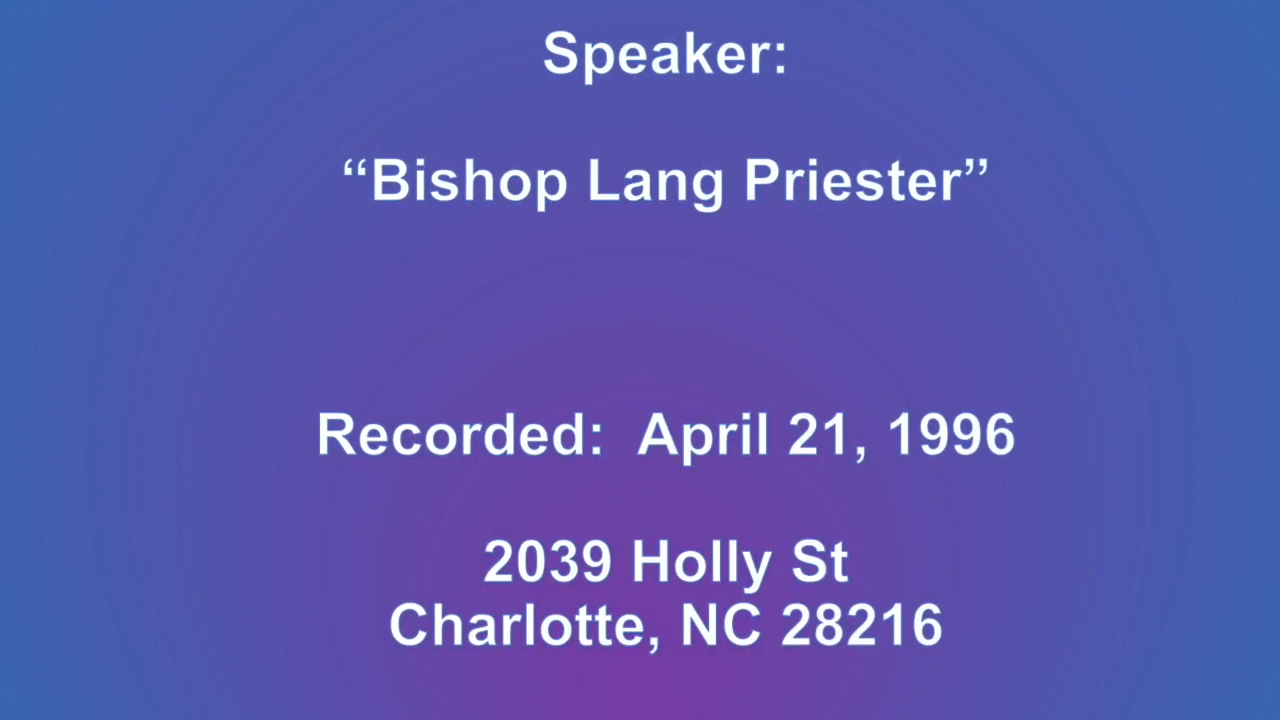 Speaker:
“Bishop Lang Priester”
Recorded:  April 21, 1996
2039 Holly St
Charlotte, NC 28216